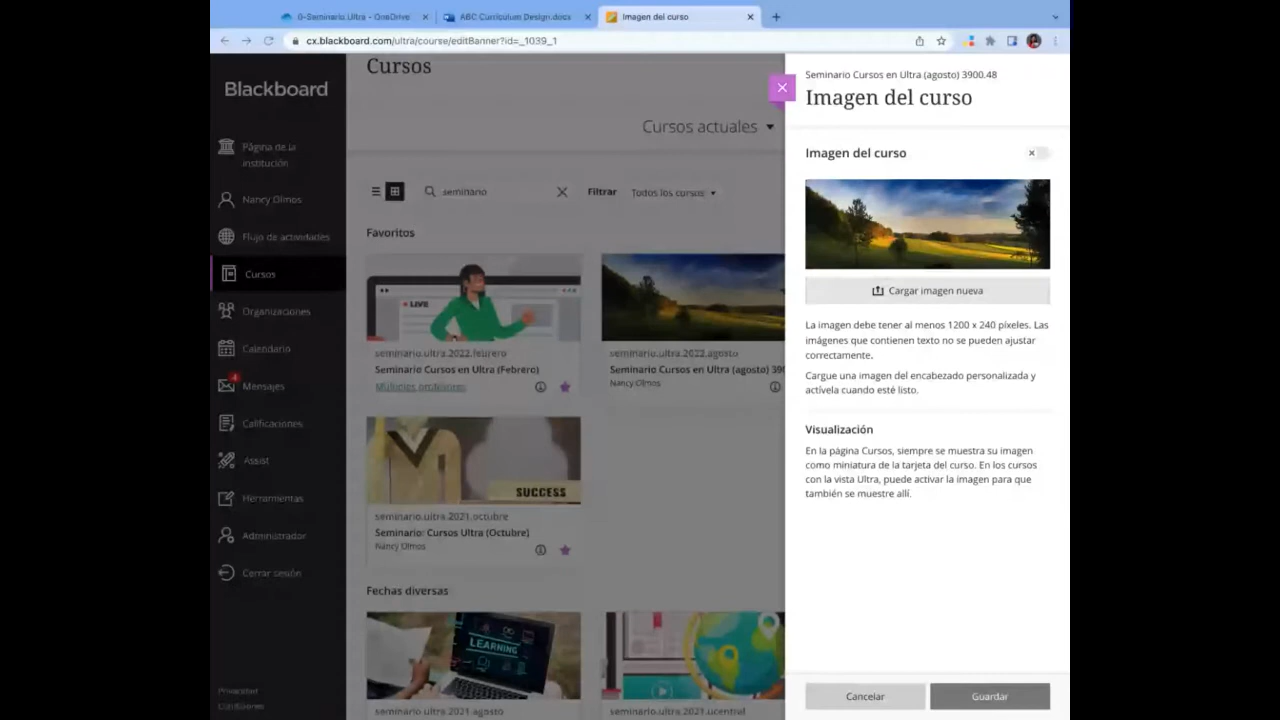 0-Seminario.Ultra - OneDrive
ABC Curriculum Design.docx
Imagen del curso
cx.blackboard.com/ultra/course/editBanner?id=_1039_1
Blackboard
Página de la
institución
Nancy Olmos
Flujo de actividades
Cursos
Organizaciones
Calendario
4
Mensajes
Calificaciones
Assist
Herramientas
Administrador
Cerrar sesión
Privacidad
Condiciones
Cursos
Cursos actuales
seminario
Filtrar
Todos los cursos
Favoritos
LIVE
seminario.ultra.2022.febrero
Seminario Cursos en Ultra (Febrero)
Múltiples profesores
seminario.ultra.2022.agosto
Seminario Cursos en Ultra (agosto) 390
Nancy Olmos
SUCCESS
seminario.ultra.2021.octubre
Seminario: Cursos Ultra (Octubre)
Nancy Olmos
Fechas diversas
LEARNING
seminario.ultra.2021.agosto
seminario.ultra.2021.ucentral
Seminario Cursos en Ultra (agosto) 3900.48
Imagen del curso
Imagen del curso
Cargar imagen nueva
La imagen debe tener al menos 1200 x 240 píxeles. Las
imágenes que contienen texto no se pueden ajustar
correctamente.
Cargue una imagen del encabezado personalizada y
actívela cuando esté listo.
Visualización
En la página Cursos, siempre se muestra su imagen
como miniatura de la tarjeta del curso. En los cursos
con la vista Ultra, puede activar la imagen para que
también se muestre allí.
Cancelar
Guardar